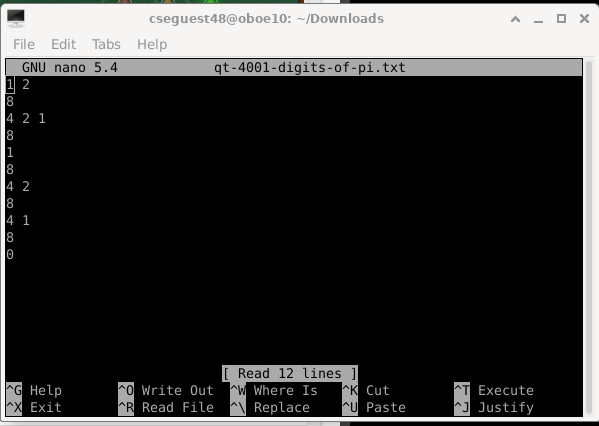 cseguest48@oboe10: ~/Downloads
File Edit Tabs Help
GNU nano 5.4 qt-4001-digits-of-pi.txt
1 2
8
4 2 1
8
1
8
4 2
8
4 1
8
0
[ Read 12 lines ]
^G Help ^O Write Out ^W Where Is ^K Cut ^T Execute
^X Exit ^R Read File ^\ Replace ^U Paste ^J Justify